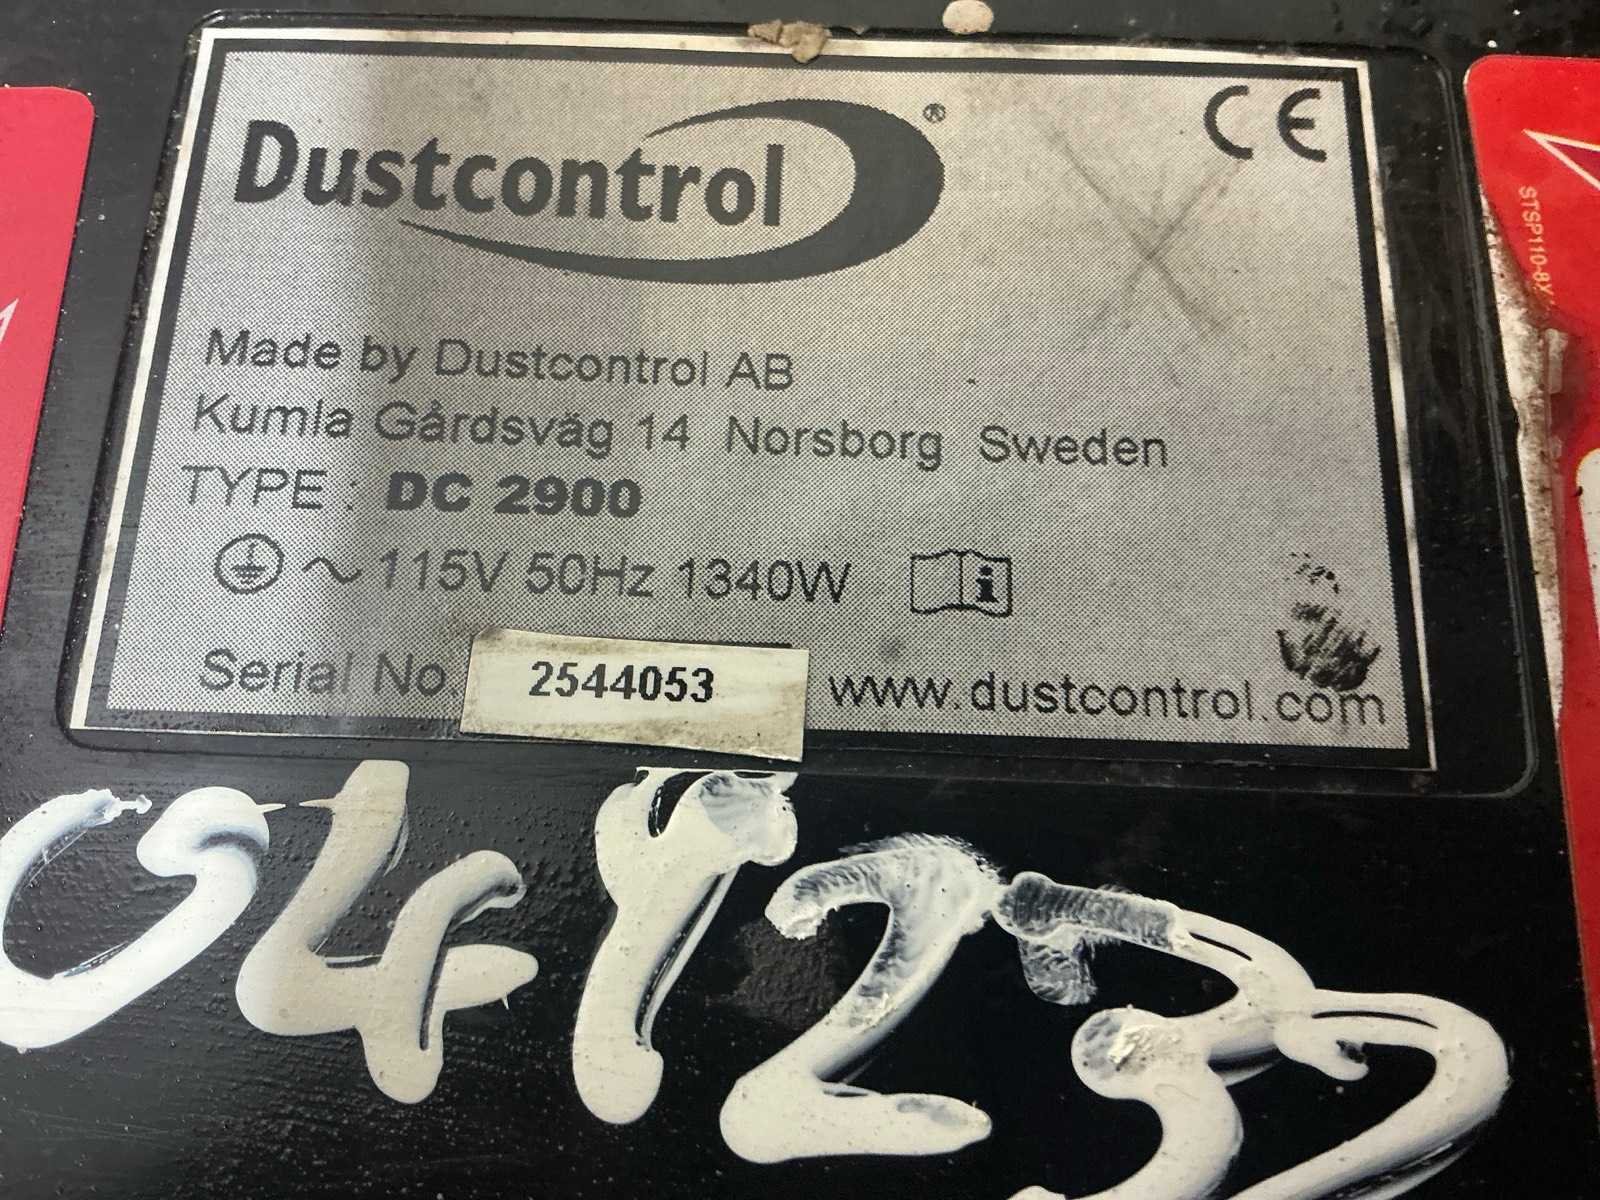 Dustcontrol®
CE
Made by Dustcontrol AB
Kumla Gårdsväg 14 Norsborg Sweden
TYPE : DC 2900
~ 115V 50Hz 1340W
Serial No. 2544053 www.dustcontrol.com